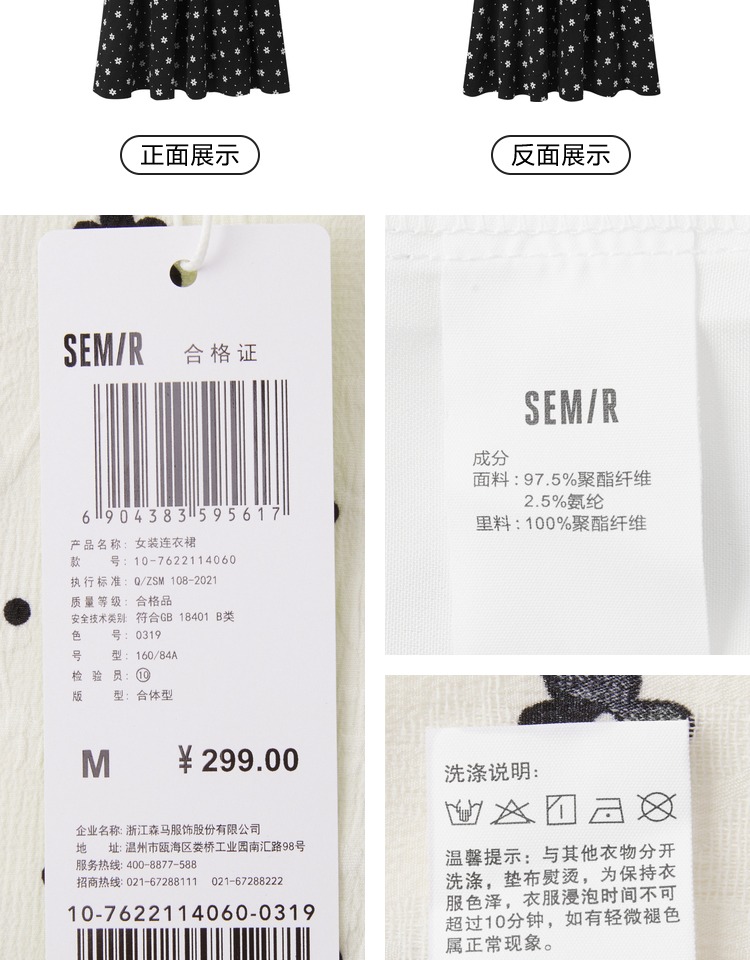 正面展示
反面展示
SEM/R 合格证
6 904383 595617
产品名称: 女装连衣裙
款 号: 10-7622114060
执行标准: Q/ZSM 108-2021
质量等级: 合格品
安全技术类别: 符合GB 18401 B类
色 号: 0319
号 型: 160/84A
检 验 员: ⑩
版 型: 合体型
M ¥299.00
企业名称: 浙江森马服饰股份有限公司
地 址: 温州市瓯海区娄桥工业园南汇路98号
服务热线: 400-8877-588
招商热线: 021-67288111 021-67288222
10-7622114060-0319
SEM/R
成分
面料:97.5%聚酯纤维
2.5%氨纶
里料:100%聚酯纤维
洗涤说明:
温馨提示: 与其他衣物分开
洗涤, 垫布熨烫, 为保持衣
服色泽, 衣服浸泡时间不可
超过10分钟, 如有轻微褪色
属正常现象。